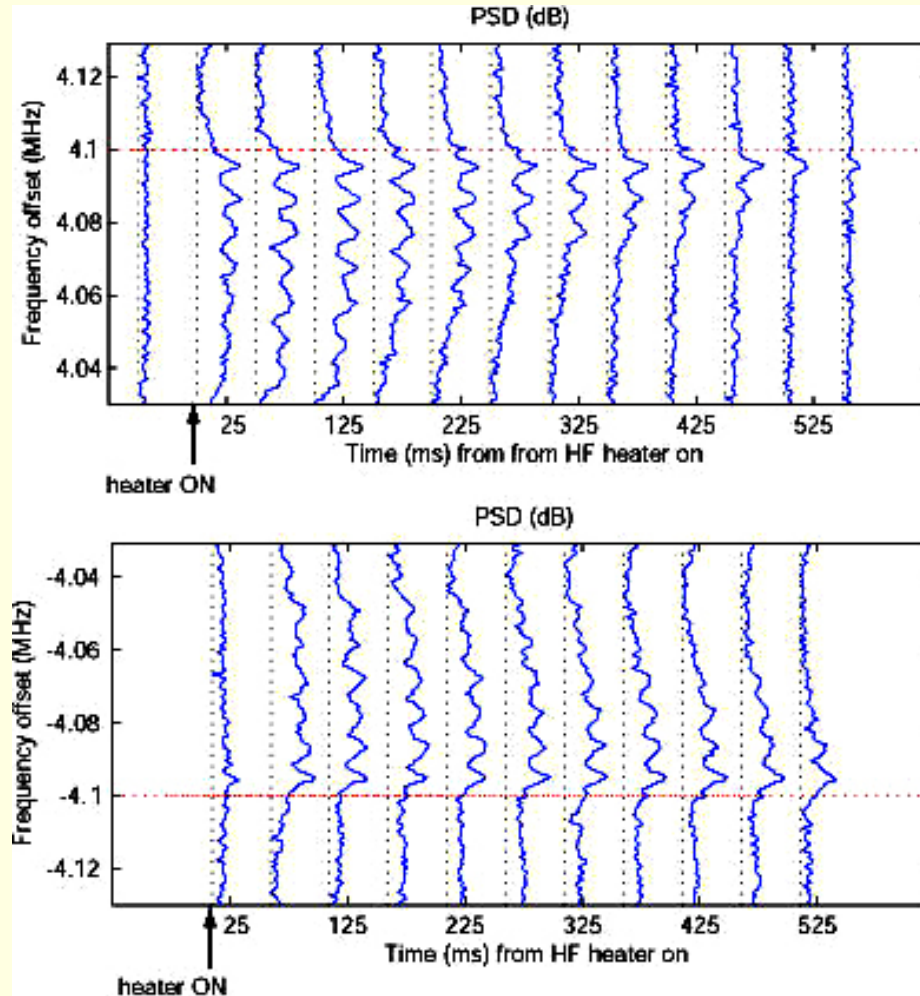 PSD (dB)
4.12
4.1
4.08
4.06
4.04
Frequency offset (MHz)
25 125 225 325 425 525
Time (ms) from from HF heater on
heater ON
PSD (dB)
-4.04
-4.06
-4.08
-4.1
-4.12
Frequency offset (MHz)
25 125 225 325 425 525
Time (ms) from HF heater on
heater ON